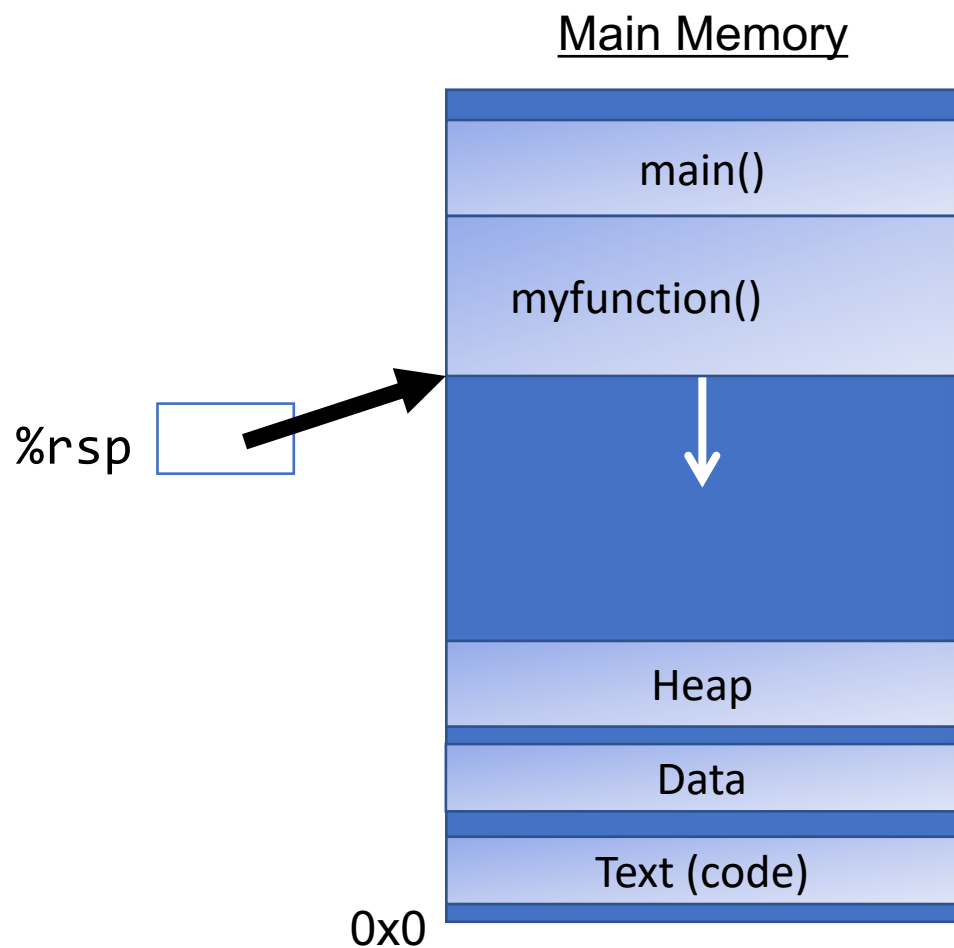 Main Memory
main()
myfunction()
%rsp
Heap
Data
Text (code)
0x0